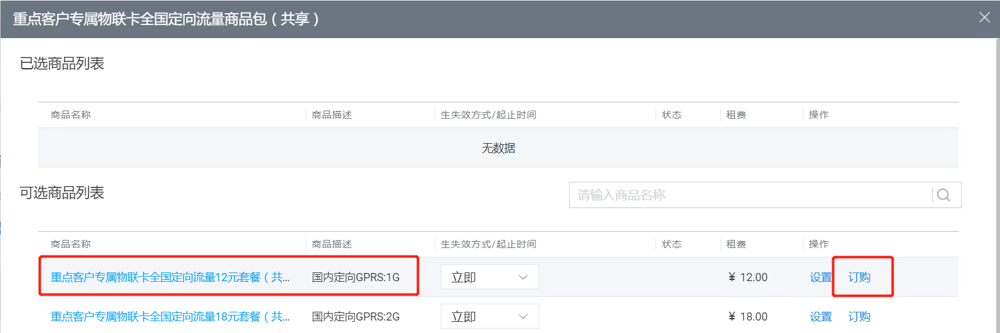 重点客户专属物联卡全国定向流量商品包（共享）
已选商品列表
商品名称 商品描述 生失效方式/起止时间 状态 租费 操作
无数据
可选商品列表 请输入商品名称
商品名称 商品描述 生失效方式/起止时间 状态 租费 操作
重点客户专属物联卡全国定向流量12元套餐（共... 国内定向GPRS:1G 立即 ¥ 12.00 设置 订购
重点客户专属物联卡全国定向流量18元套餐（共... 国内定向GPRS:2G 立即 ¥ 18.00 设置 订购